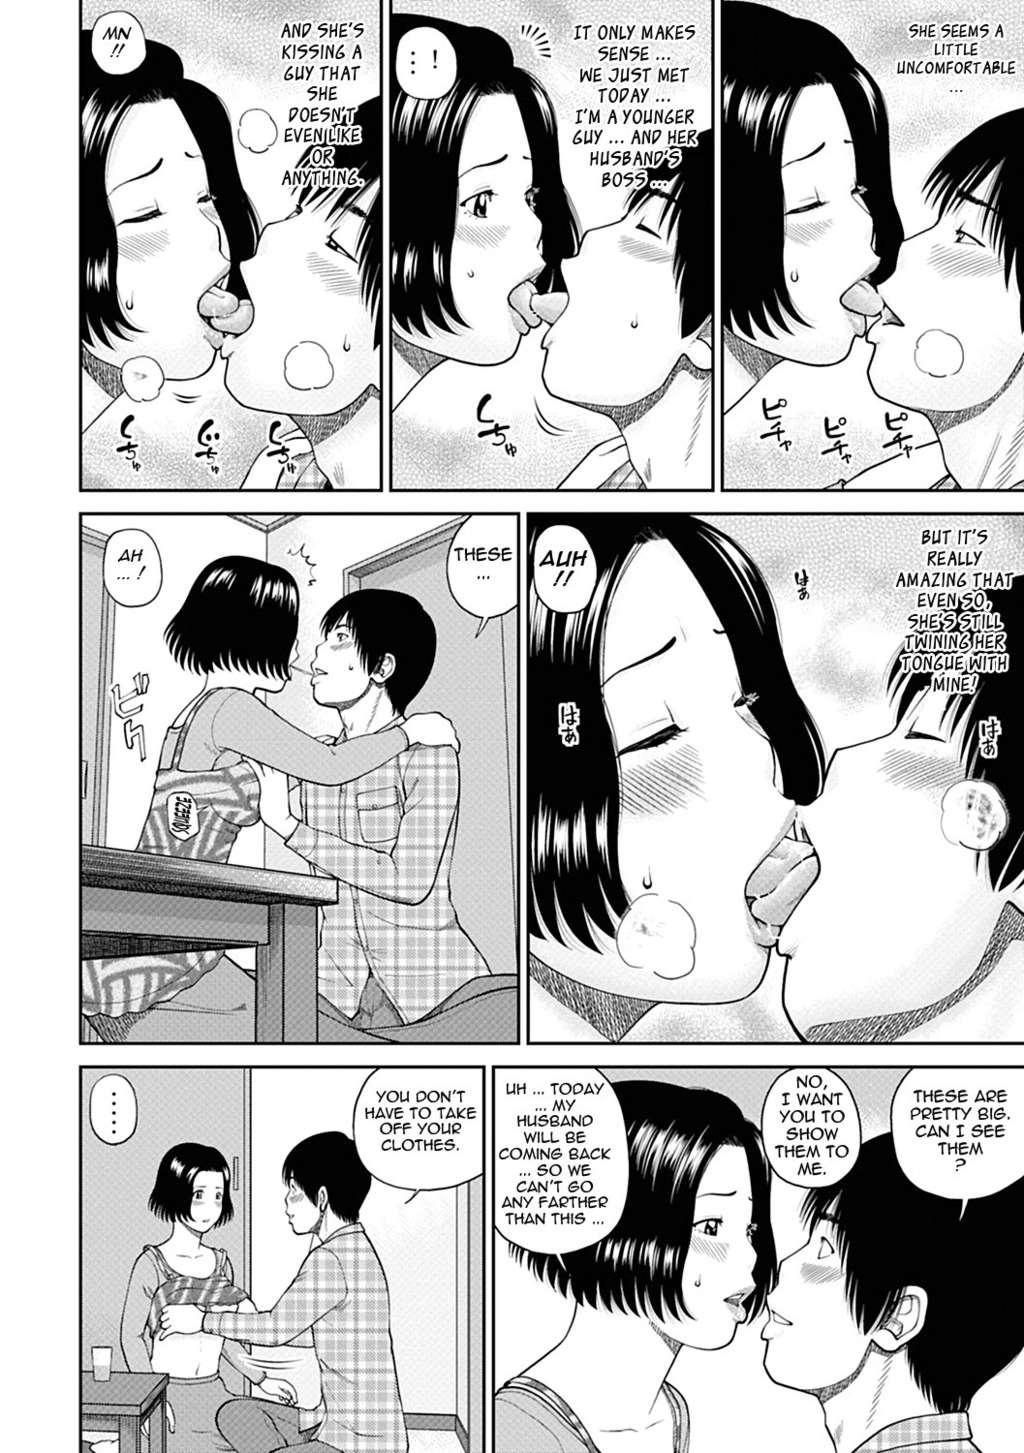 SHE SEEMS A
LITTLE
UNCOMFORTABLE
...
ピチャ
ピチャ
ピチャ
IT ONLY MAKES
SENSE ...
WE JUST MET
TODAY ...
I'M A YOUNGER
GUY ... AND HER
HUSBAND'S
BOSS ...
... !
くちゅ
AND SHE'S
KISSING A
GUY THAT
SHE
DOESN'T
EVEN LIKE
OR
ANYTHING.
MN
!!
くちゅ
ぐじゅ
くちゅ
BUT IT'S
REALLY
AMAZING THAT
EVEN SO,
SHE'S STILL
TWINING HER
TONGUE WITH
MINE!
AUH
!!
はぁ
はぁ
はぁ
THESE
...
AH
... !
ビク
SQUEEZE
THESE ARE
PRETTY BIG.
CAN I SEE
THEM
?
NO,
I WANT
YOU TO
SHOW
THEM TO
ME.
UH ... TODAY
... MY
HUSBAND
WILL BE
COMING BACK
... SO WE
CAN'T GO
ANY FARTHER
THAN THIS ...
YOU DON'T
HAVE TO TAKE
OFF YOUR
CLOTHES.
....